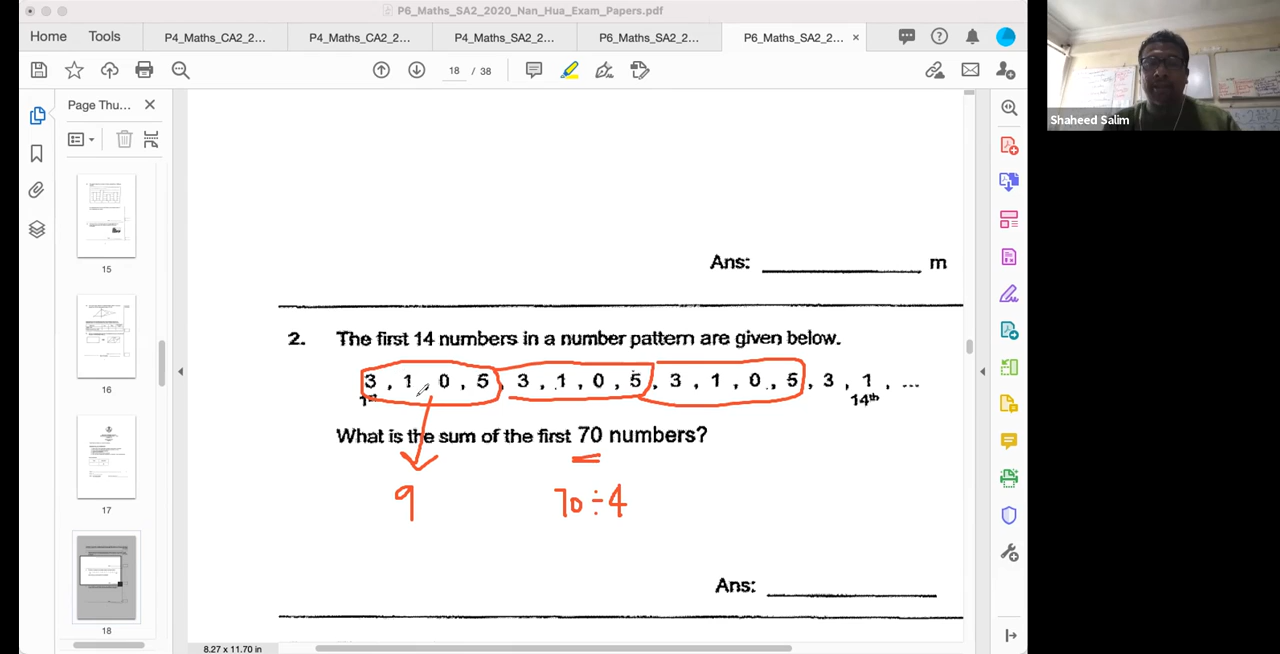 P6_Maths_SA2_2020_Nan_Hua_Exam_Papers.pdf
Home Tools P4_Maths_CA2_2... P4_Maths_CA2_2... P4_Maths_SA2_2... P6_Maths_SA2_2... P6_Maths_SA2_2... ×
18 / 38
Page Thu...
15
16
17
18
Ans: ____________ m
2. The first 14 numbers in a number pattern are given below.
3 , 1 , 0 , 5 , 3 , 1 , 0 , 5 , 3 , 1 , 0 , 5 , 3 , 1 , ...
1st 14th
What is the sum of the first 70 numbers?
9 70 ÷ 4
Ans: ____________
8.27 x 11.70 in
Shaheed Salim